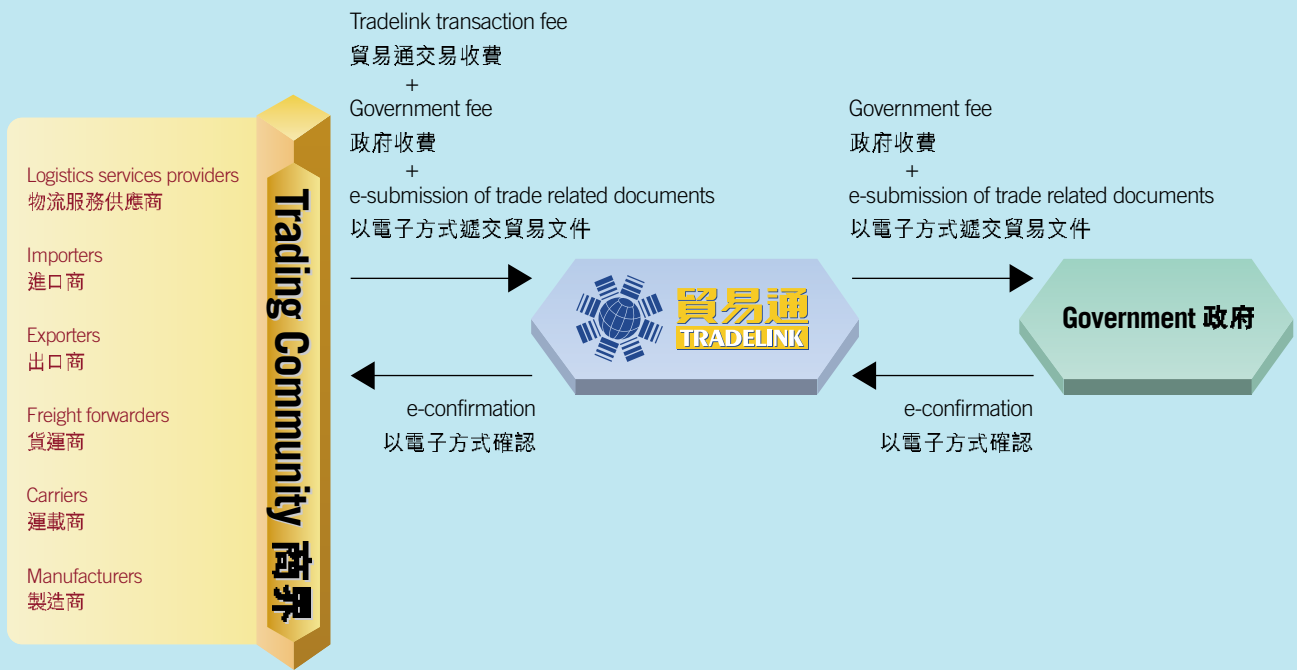 Logistics services providers
物流服務供應商
Importers
進口商
Exporters
出口商
Freight forwarders
貨運商
Carriers
運載商
Manufacturers
製造商
Trading Community 商界
Tradelink transaction fee
貿易通交易收費
+
Government fee
政府收費
+
e-submission of trade related documents
以電子方式遞交貿易文件
貿易通
TRADELINK
e-confirmation
以電子方式確認
Government fee
政府收費
+
e-submission of trade related documents
以電子方式遞交貿易文件
Government 政府
e-confirmation
以電子方式確認